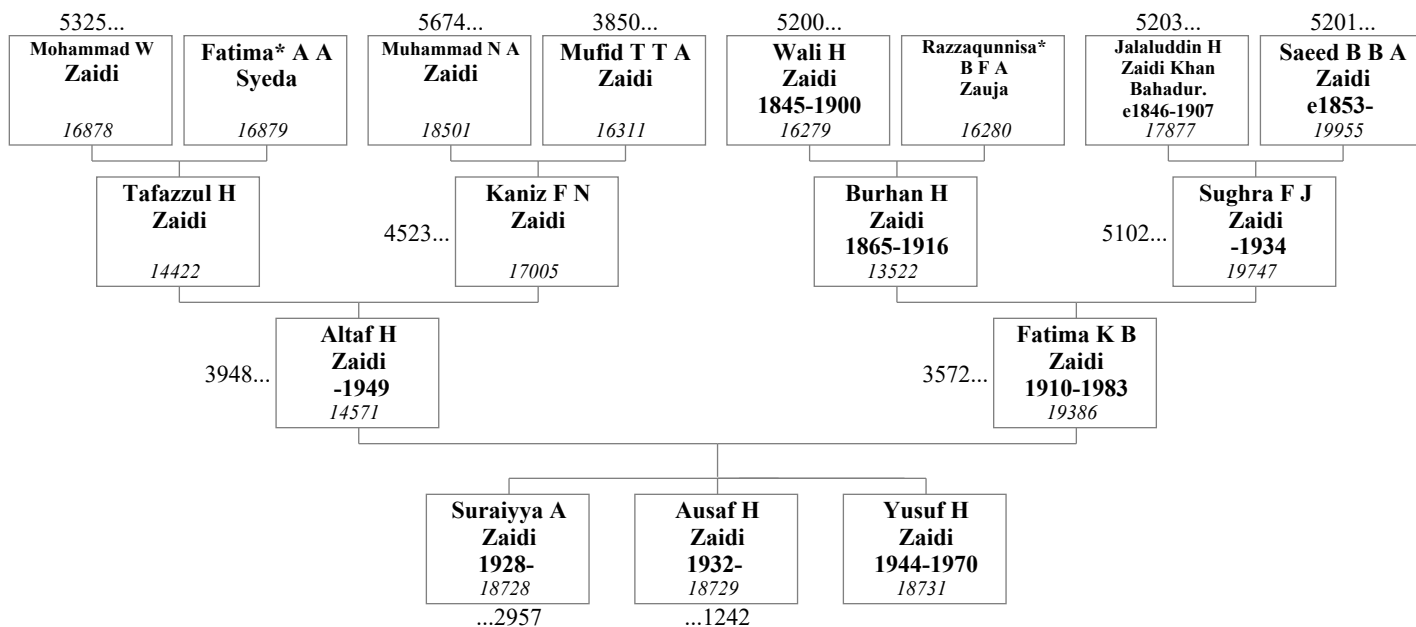 5325...
5674...
3850...
5200...
5203...
5201...
Mohammad W
Zaidi
16878
Fatima* A A
Syeda
16879
Muhammad N A
Zaidi
18501
Mufid T T A
Zaidi
16311
Wali H
Zaidi
1845-1900
16279
Razzaqunnisa*
B F A
Zauja
16280
Jalaluddin H
Zaidi Khan
Bahadur.
e1846-1907
17877
Saeed B B A
Zaidi
e1853-
19955
Tafazzul H
Zaidi
14422
4523...
Kaniz F N
Zaidi
17005
Burhan H
Zaidi
1865-1916
13522
5102...
Sughra F J
Zaidi
-1934
19747
3948...
Altaf H
Zaidi
-1949
14571
3572...
Fatima K B
Zaidi
1910-1983
19386
Suraiyya A
Zaidi
1928-
18728
...2957
Ausaf H
Zaidi
1932-
18729
...1242
Yusuf H
Zaidi
1944-1970
18731